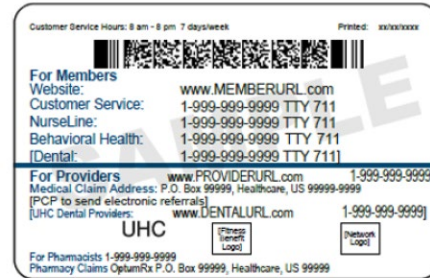 Customer Service Hours: 8 am - 8 pm 7 days/week Printed: xx/xx/xxxx
For Members
Website: www.MEMBERURL.com
Customer Service: 1-999-999-9999 TTY 711
NurseLine: 1-999-999-9999 TTY 711
Behavioral Health: 1-999-999-9999 TTY 711
[Dental: 1-999-999-9999 TTY 711]
For Providers www.PROVIDERURL.com 1-999-999-9999
Medical Claim Address: P.O. Box 99999, Healthcare, US 99999-9999
[PCP to send electronic referrals]
[UHC Dental Providers: www.DENTALURL.com 1-999-999-9999]
UHC
[Fitness
Benefit
Logo]
[Network
Logo]
For Pharmacists 1-999-999-9999
Pharmacy Claims OptumRx P.O. Box 99999, Healthcare, US 99999
SAMPLE